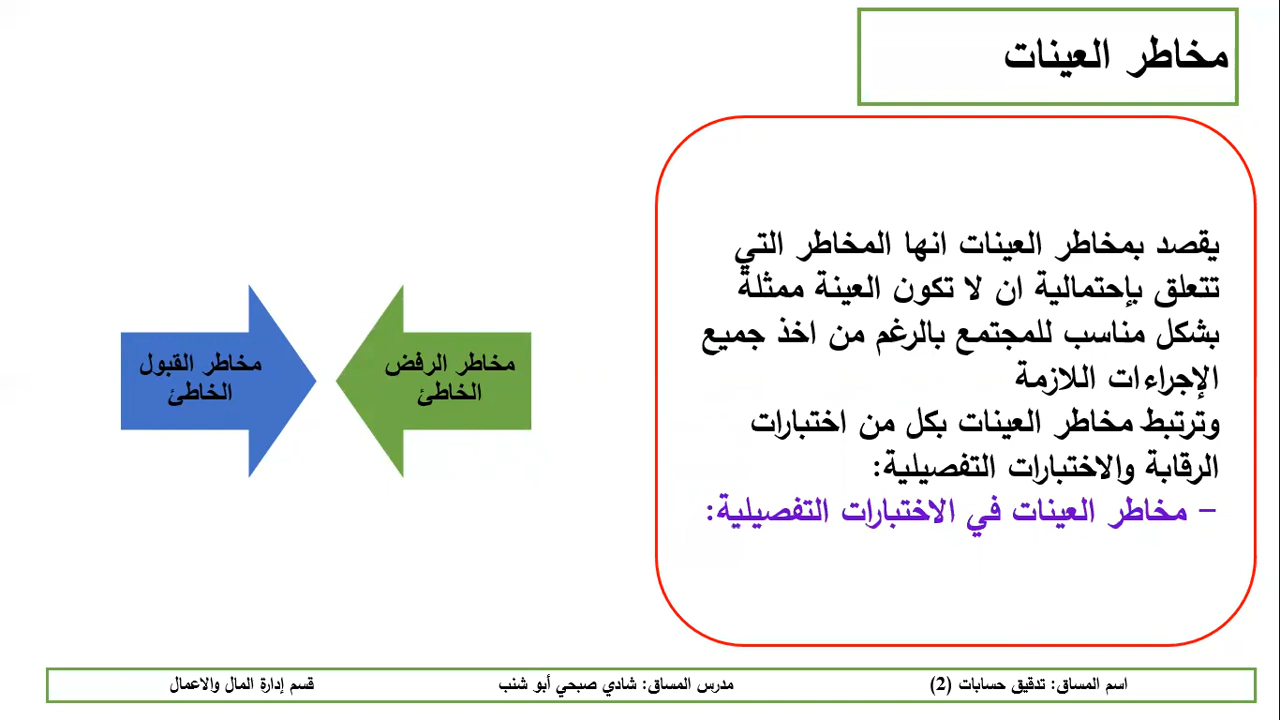 مخاطر العينات
يقصد بمخاطر العينات انها المخاطر التي
تتعلق بإحتمالية ان لا تكون العينة ممثلة
بشكل مناسب للمجتمع بالرغم من اخذ جميع
الإجراءات اللازمة
وترتبط مخاطر العينات بكل من اختبارات
الرقابة والاختبارات التفصيلية:
- مخاطر العينات في الاختبارات التفصيلية:
مخاطر الرفض
الخاطئ
مخاطر القبول
الخاطئ
اسم المساق: تدقيق حسابات (2)
مدرس المساق: شادي صبحي أبو شنب
قسم إدارة المال والاعمال